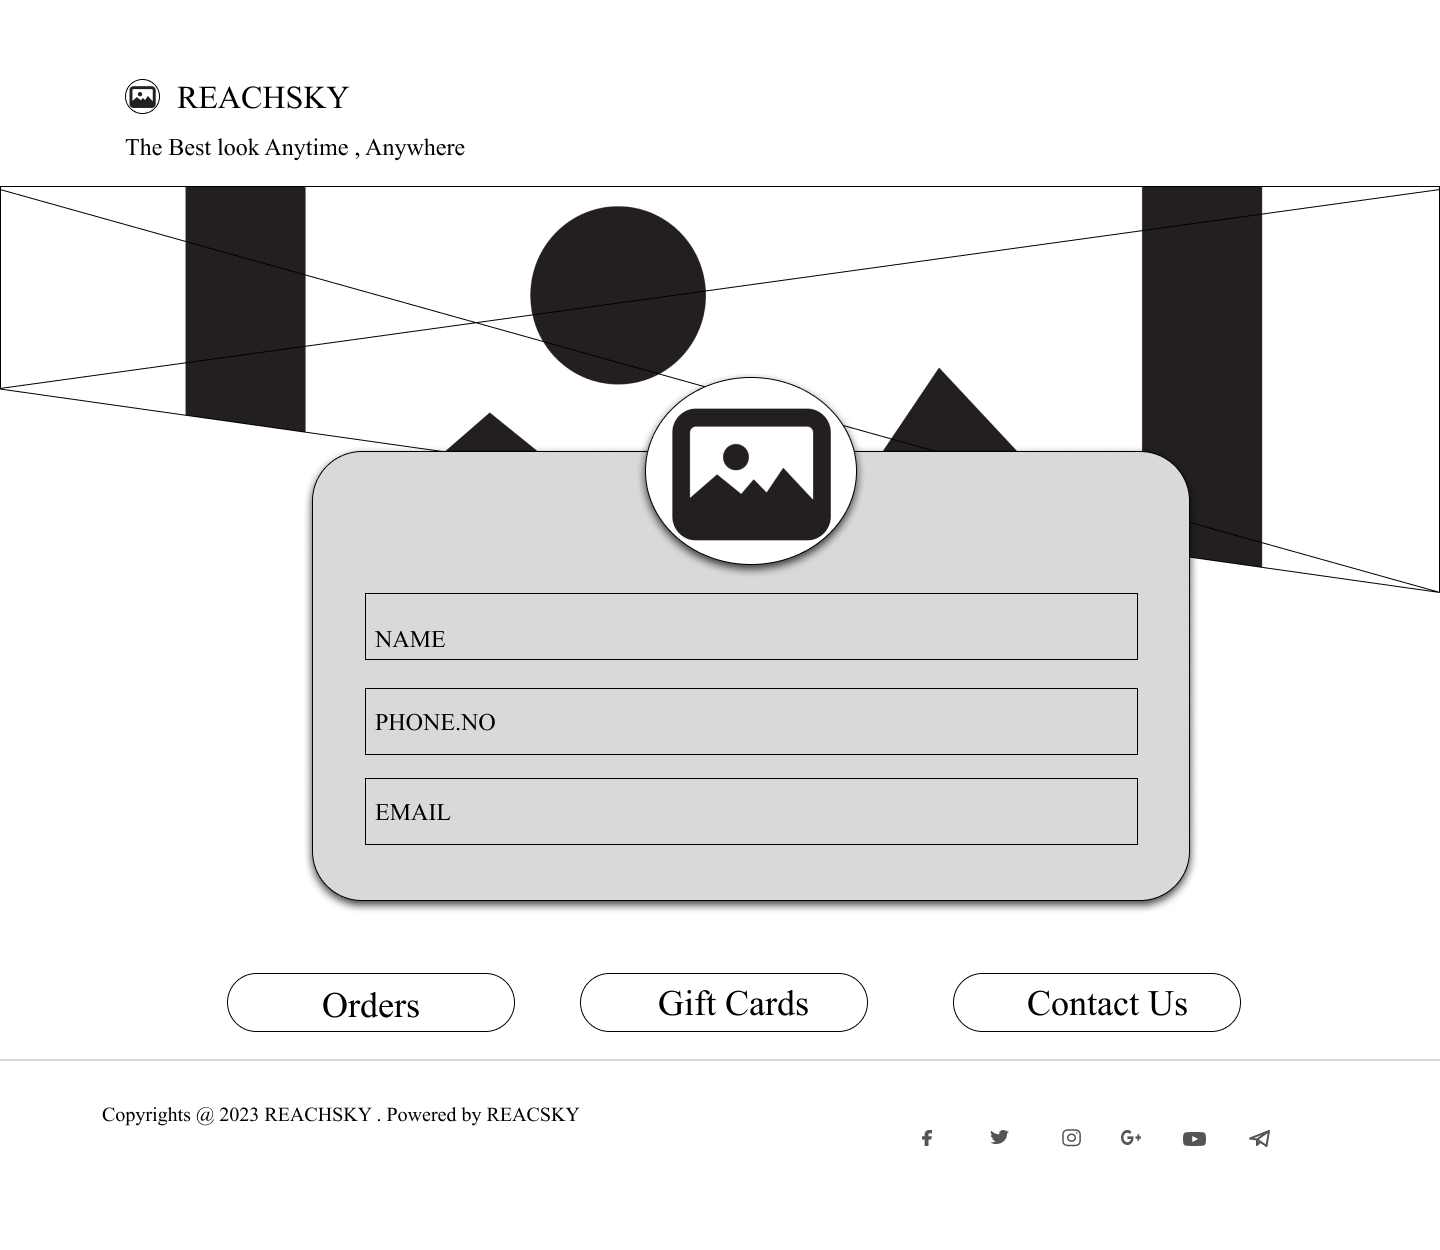 REACHSKY
The Best look Anytime , Anywhere
NAME
PHONE.NO
EMAIL
Orders
Gift Cards
Contact Us
Copyrights @ 2023 REACHSKY . Powered by REACSKY